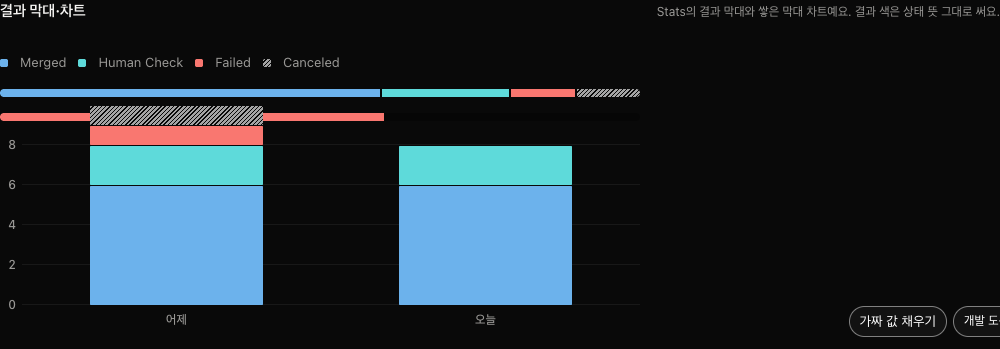 결과 막대·차트
Stats의 결과 막대와 쌓은 막대 차트예요. 결과 색은 상태 뜻 그대로 써요.
Merged
Human Check
Failed
Canceled
8
6
4
2
0
어제
오늘
가짜 값 채우기
개발 도